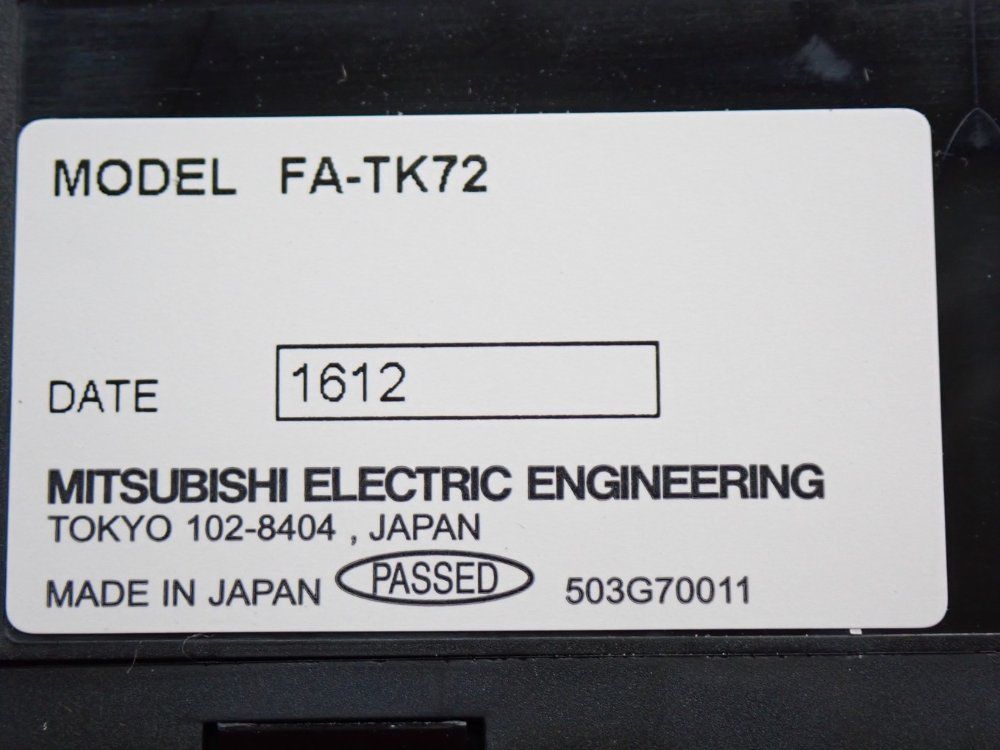 MODEL FA-TK72
DATE 1612
MITSUBISHI ELECTRIC ENGINEERING
TOKYO 102-8404 , JAPAN
MADE IN JAPAN PASSED 503G70011